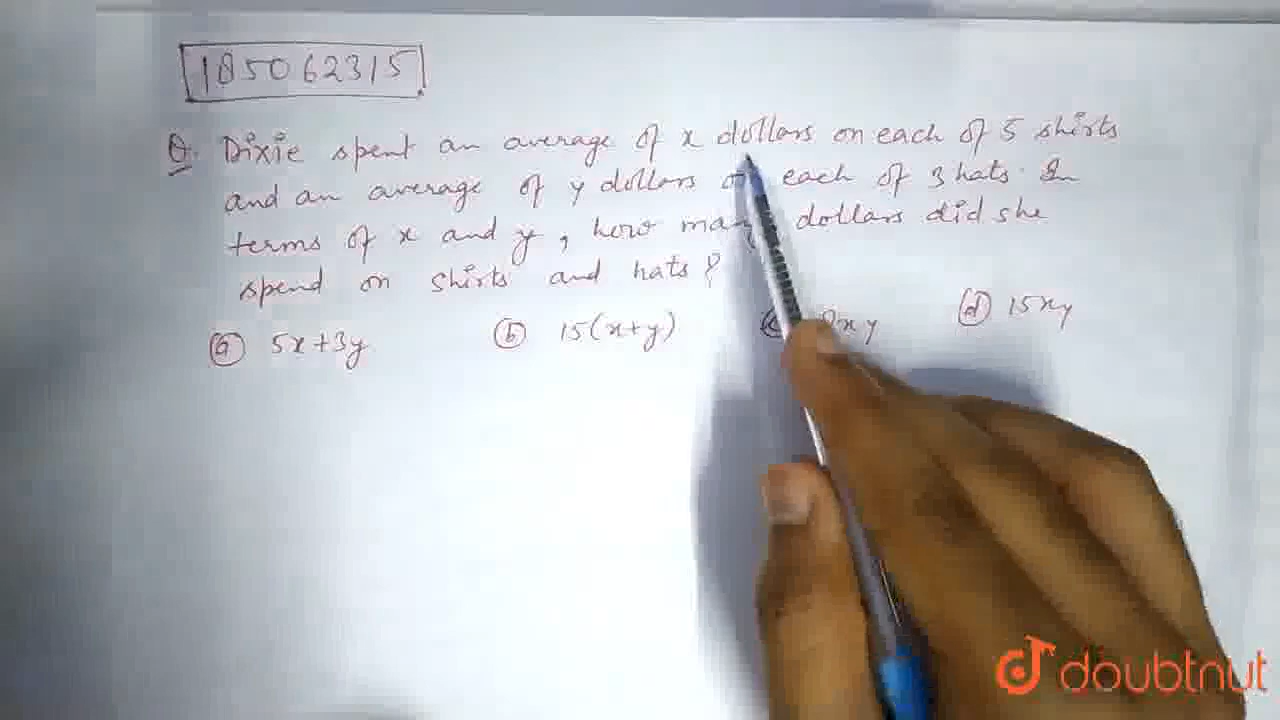 185062315
Q. Dixie spent an average of x dollars on each of 5 shirts
and an average of y dollars each of 3 hats. In
terms of x and y, how many dollars did she
spend on shirts and hats?
(a) 5x+3y (b) 15(x+y) xy (d) 15xy
doubtnut